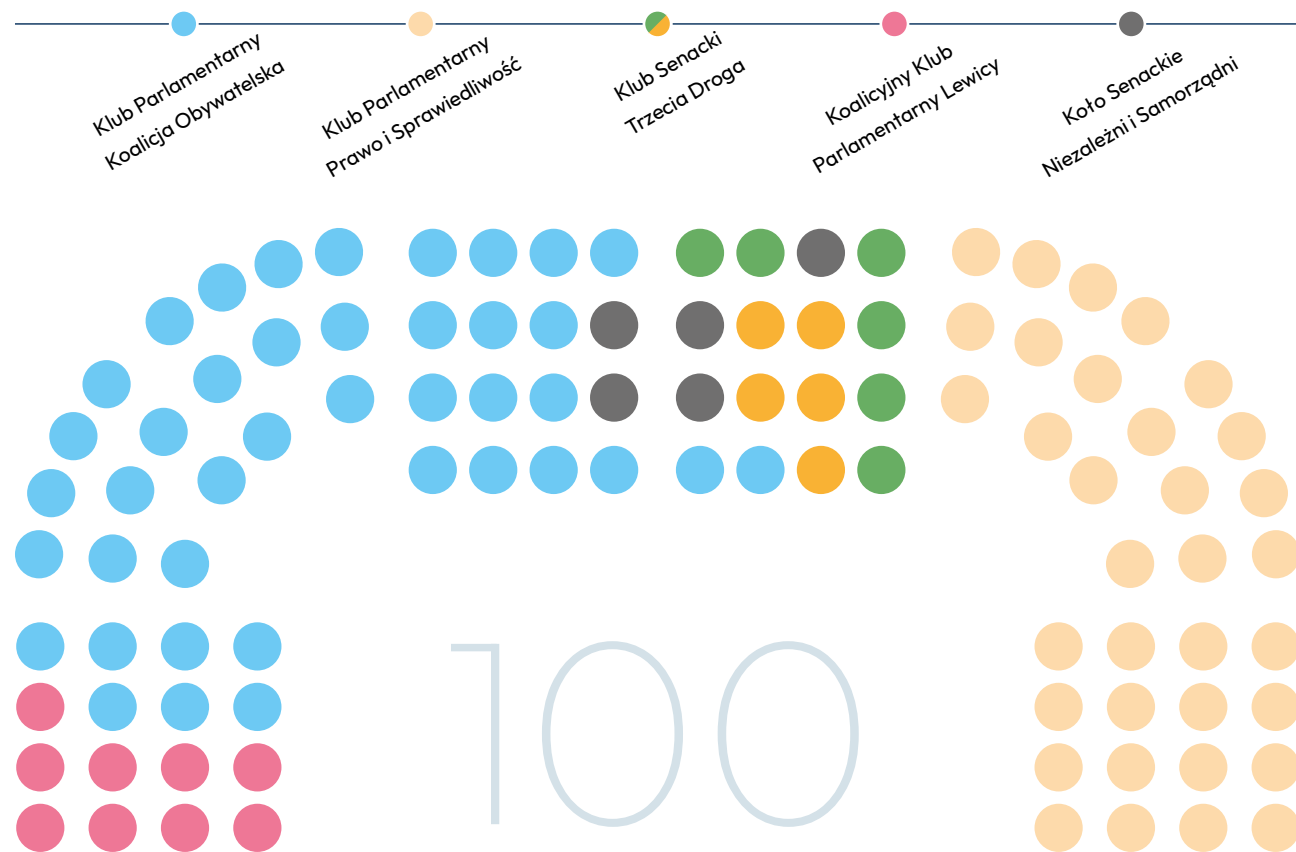 Klub Parlamentarny
Koalicja Obywatelska
Klub Parlamentarny
Prawo i Sprawiedliwość
Klub Senacki
Trzecia Droga
Koalicyjny Klub
Parlamentarny Lewicy
Koło Senackie
Niezależni i Samorządni
100